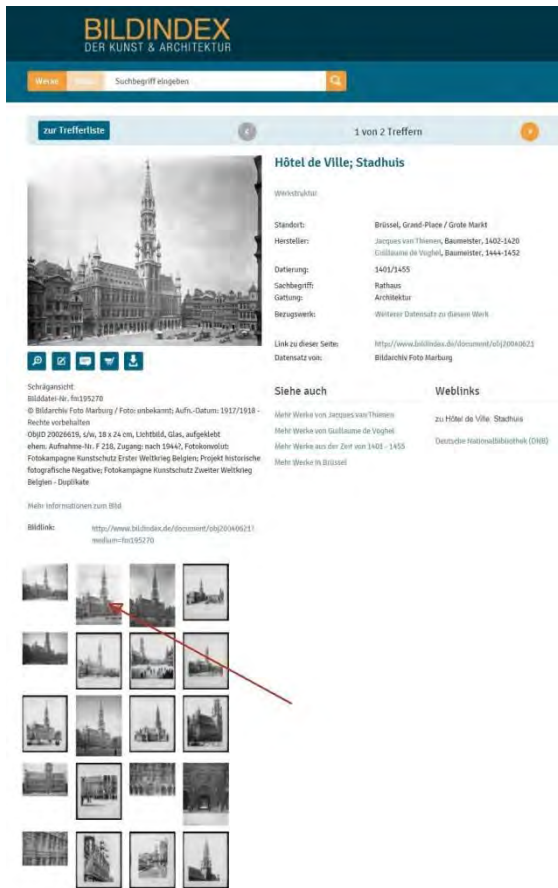 BILDINDEX
DER KUNST & ARCHITEKTUR
Werke
Suchbegriff eingeben
zur Trefferliste
1 von 2 Treffern
Hôtel de Ville; Stadhuis
Werkstruktur
Standort: Brüssel, Grand-Place / Grote Markt
Hersteller: Jacques van Thienen, Baumeister, 1402-1420
Guillaume de Voghel, Baumeister, 1444-1452
Datierung: 1401/1455
Sachbegriff: Rathaus
Gattung: Architektur
Bezugswerk: Weiterer Datensatz zu diesem Werk
Link zu dieser Seite: http://www.bildindex.de/document/obj20040621
Datensatz von: Bildarchiv Foto Marburg
Schrägansicht
Bilddatei-Nr. fm195270
© Bildarchiv Foto Marburg / Foto: unbekannt; Aufn.-Datum: 1917/1918 -
Rechte vorbehalten
ObjID 20026619, s/w, 18 x 24 cm, Lichtbild, Glas, aufgeklebt
ehem. Aufnahme-Nr. F 218, Zugang: nach 1944?, Fotokonvolut:
Fotokampagne Kunstschutz Erster Weltkrieg Belgien; Projekt historische
fotografische Negative; Fotokampagne Kunstschutz Zweiter Weltkrieg
Belgien - Duplikate
Mehr Informationen zum Bild
Bildlink: http://www.bildindex.de/document/obj20040621?
medium=fm195270
Siehe auch
Mehr Werke von Jacques van Thienen
Mehr Werke von Guillaume de Voghel
Mehr Werke aus der Zeit von 1401 - 1455
Mehr Werke in Brüssel
Weblinks
zu Hôtel de Ville, Stadhuis
Deutsche Nationalbibliothek (DNB)